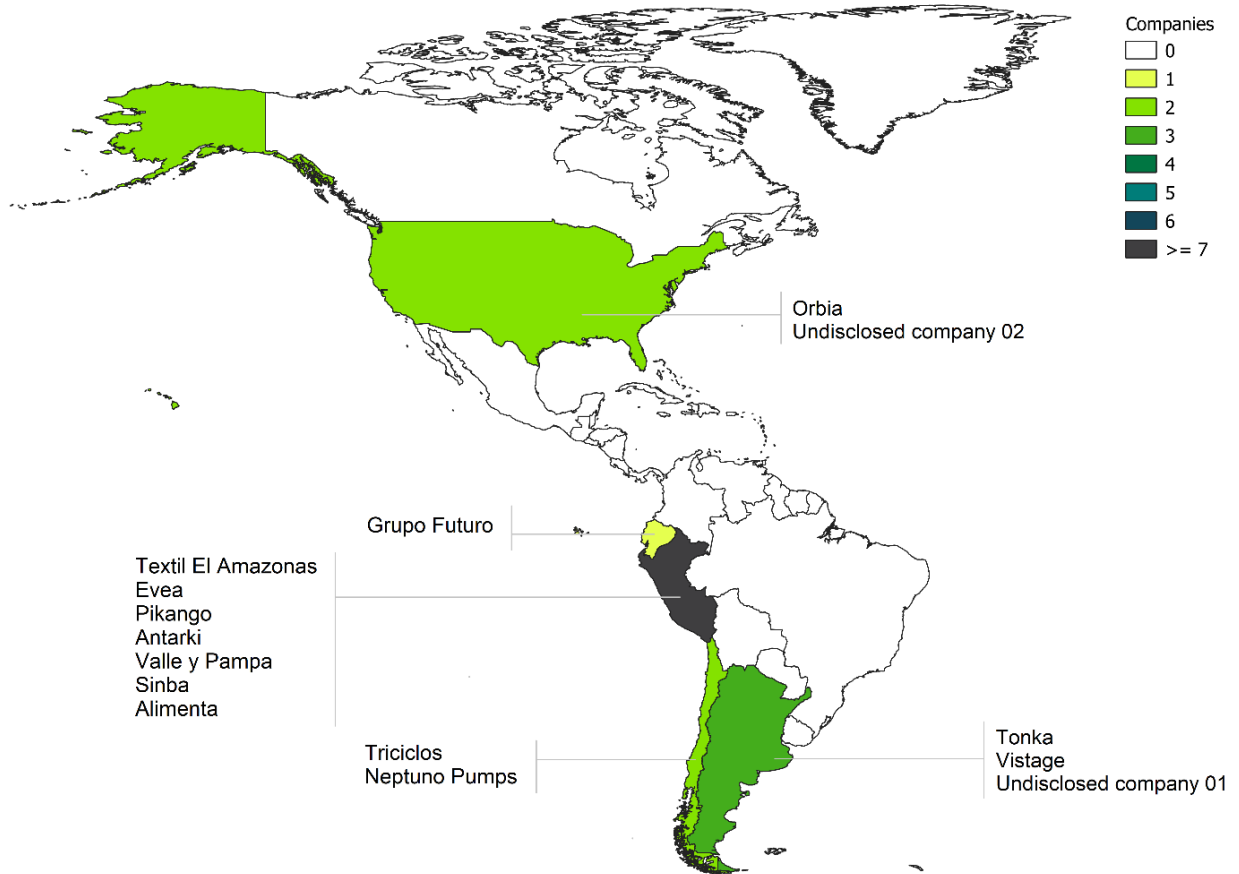 Companies
0
1
2
3
4
5
6
>= 7
Orbia
Undisclosed company 02
Grupo Futuro
Textil El Amazonas
Evea
Pikango
Antarki
Valle y Pampa
Sinba
Alimenta
Triciclos
Neptuno Pumps
Tonka
Vistage
Undisclosed company 01